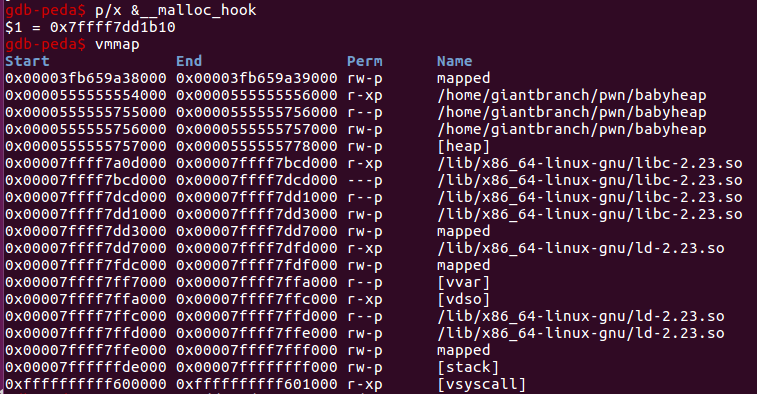 gdb-peda$ p/x &__malloc_hook
$1 = 0x7ffff7dd1b10
gdb-peda$ vmmap
Start End Perm Name
0x00003fb659a38000 0x00003fb659a39000 rw-p mapped
0x0000555555554000 0x0000555555556000 r-xp /home/giantbranch/pwn/babyheap
0x0000555555755000 0x0000555555756000 r--p /home/giantbranch/pwn/babyheap
0x0000555555756000 0x0000555555757000 rw-p /home/giantbranch/pwn/babyheap
0x0000555555757000 0x0000555555778000 rw-p [heap]
0x00007ffff7a0d000 0x00007ffff7bcd000 r-xp /lib/x86_64-linux-gnu/libc-2.23.so
0x00007ffff7bcd000 0x00007ffff7dcd000 ---p /lib/x86_64-linux-gnu/libc-2.23.so
0x00007ffff7dcd000 0x00007ffff7dd1000 r--p /lib/x86_64-linux-gnu/libc-2.23.so
0x00007ffff7dd1000 0x00007ffff7dd3000 rw-p /lib/x86_64-linux-gnu/libc-2.23.so
0x00007ffff7dd3000 0x00007ffff7dd7000 rw-p mapped
0x00007ffff7dd7000 0x00007ffff7dfd000 r-xp /lib/x86_64-linux-gnu/ld-2.23.so
0x00007ffff7fdc000 0x00007ffff7fdf000 rw-p mapped
0x00007ffff7ff7000 0x00007ffff7ffa000 r--p [vvar]
0x00007ffff7ffa000 0x00007ffff7ffc000 r-xp [vdso]
0x00007ffff7ffc000 0x00007ffff7ffd000 r--p /lib/x86_64-linux-gnu/ld-2.23.so
0x00007ffff7ffd000 0x00007ffff7ffe000 rw-p /lib/x86_64-linux-gnu/ld-2.23.so
0x00007ffff7ffe000 0x00007ffff7fff000 rw-p mapped
0x00007ffffffde000 0x00007ffffffff000 rw-p [stack]
0xffffffffff600000 0xffffffffff601000 r-xp [vsyscall]